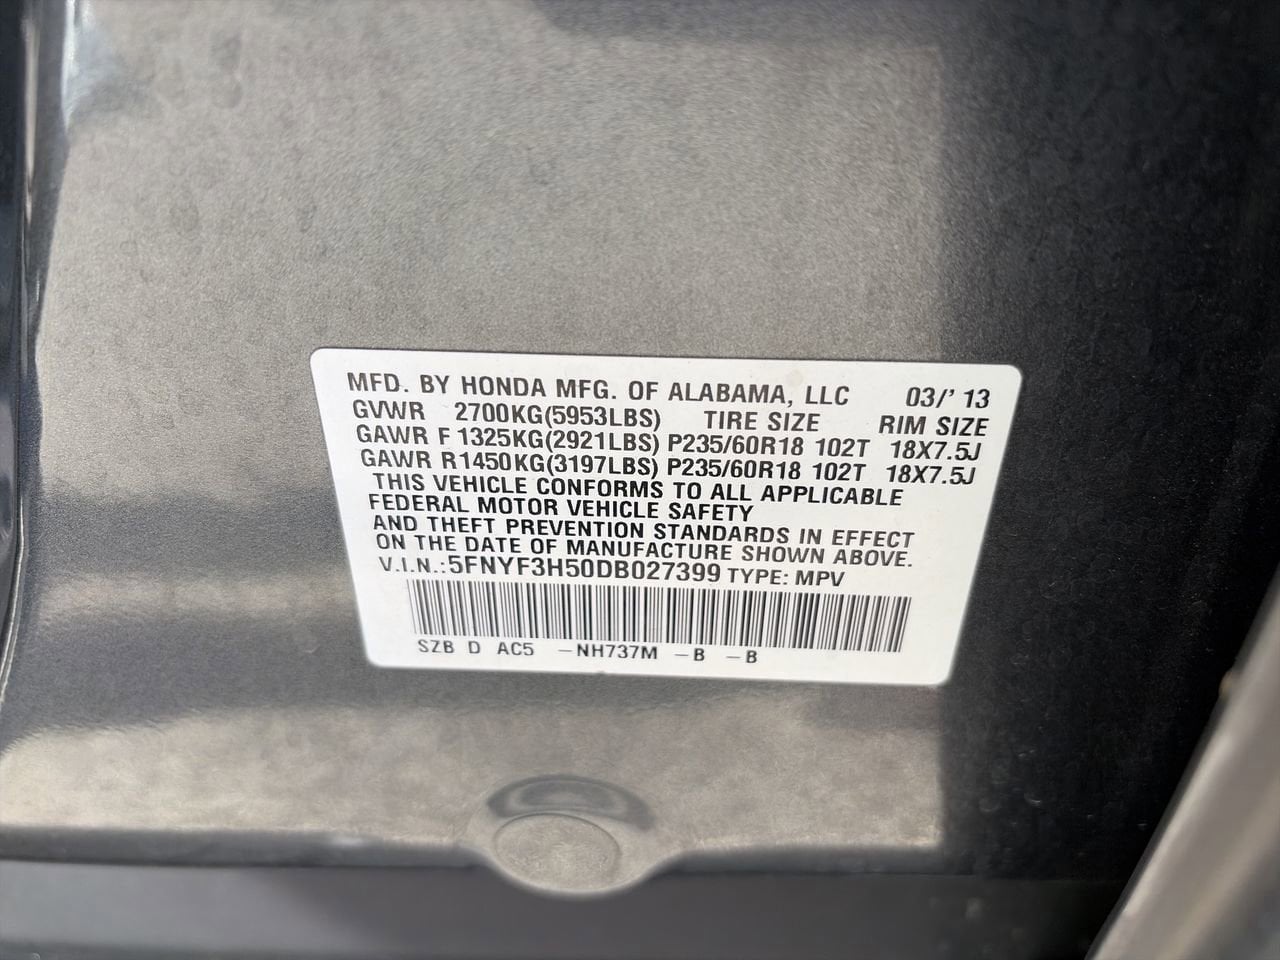 MFD. BY HONDA MFG. OF ALABAMA, LLC 03/' 13
GVWR 2700KG(5953LBS) TIRE SIZE RIM SIZE
GAWR F 1325KG(2921LBS) P235/60R18 102T 18X7.5J
GAWR R1450KG(3197LBS) P235/60R18 102T 18X7.5J
THIS VEHICLE CONFORMS TO ALL APPLICABLE
FEDERAL MOTOR VEHICLE SAFETY
AND THEFT PREVENTION STANDARDS IN EFFECT
ON THE DATE OF MANUFACTURE SHOWN ABOVE.
V.I.N.:5FNYF3H50DB027399 TYPE: MPV
SZB D AC5 -NH737M -B -B